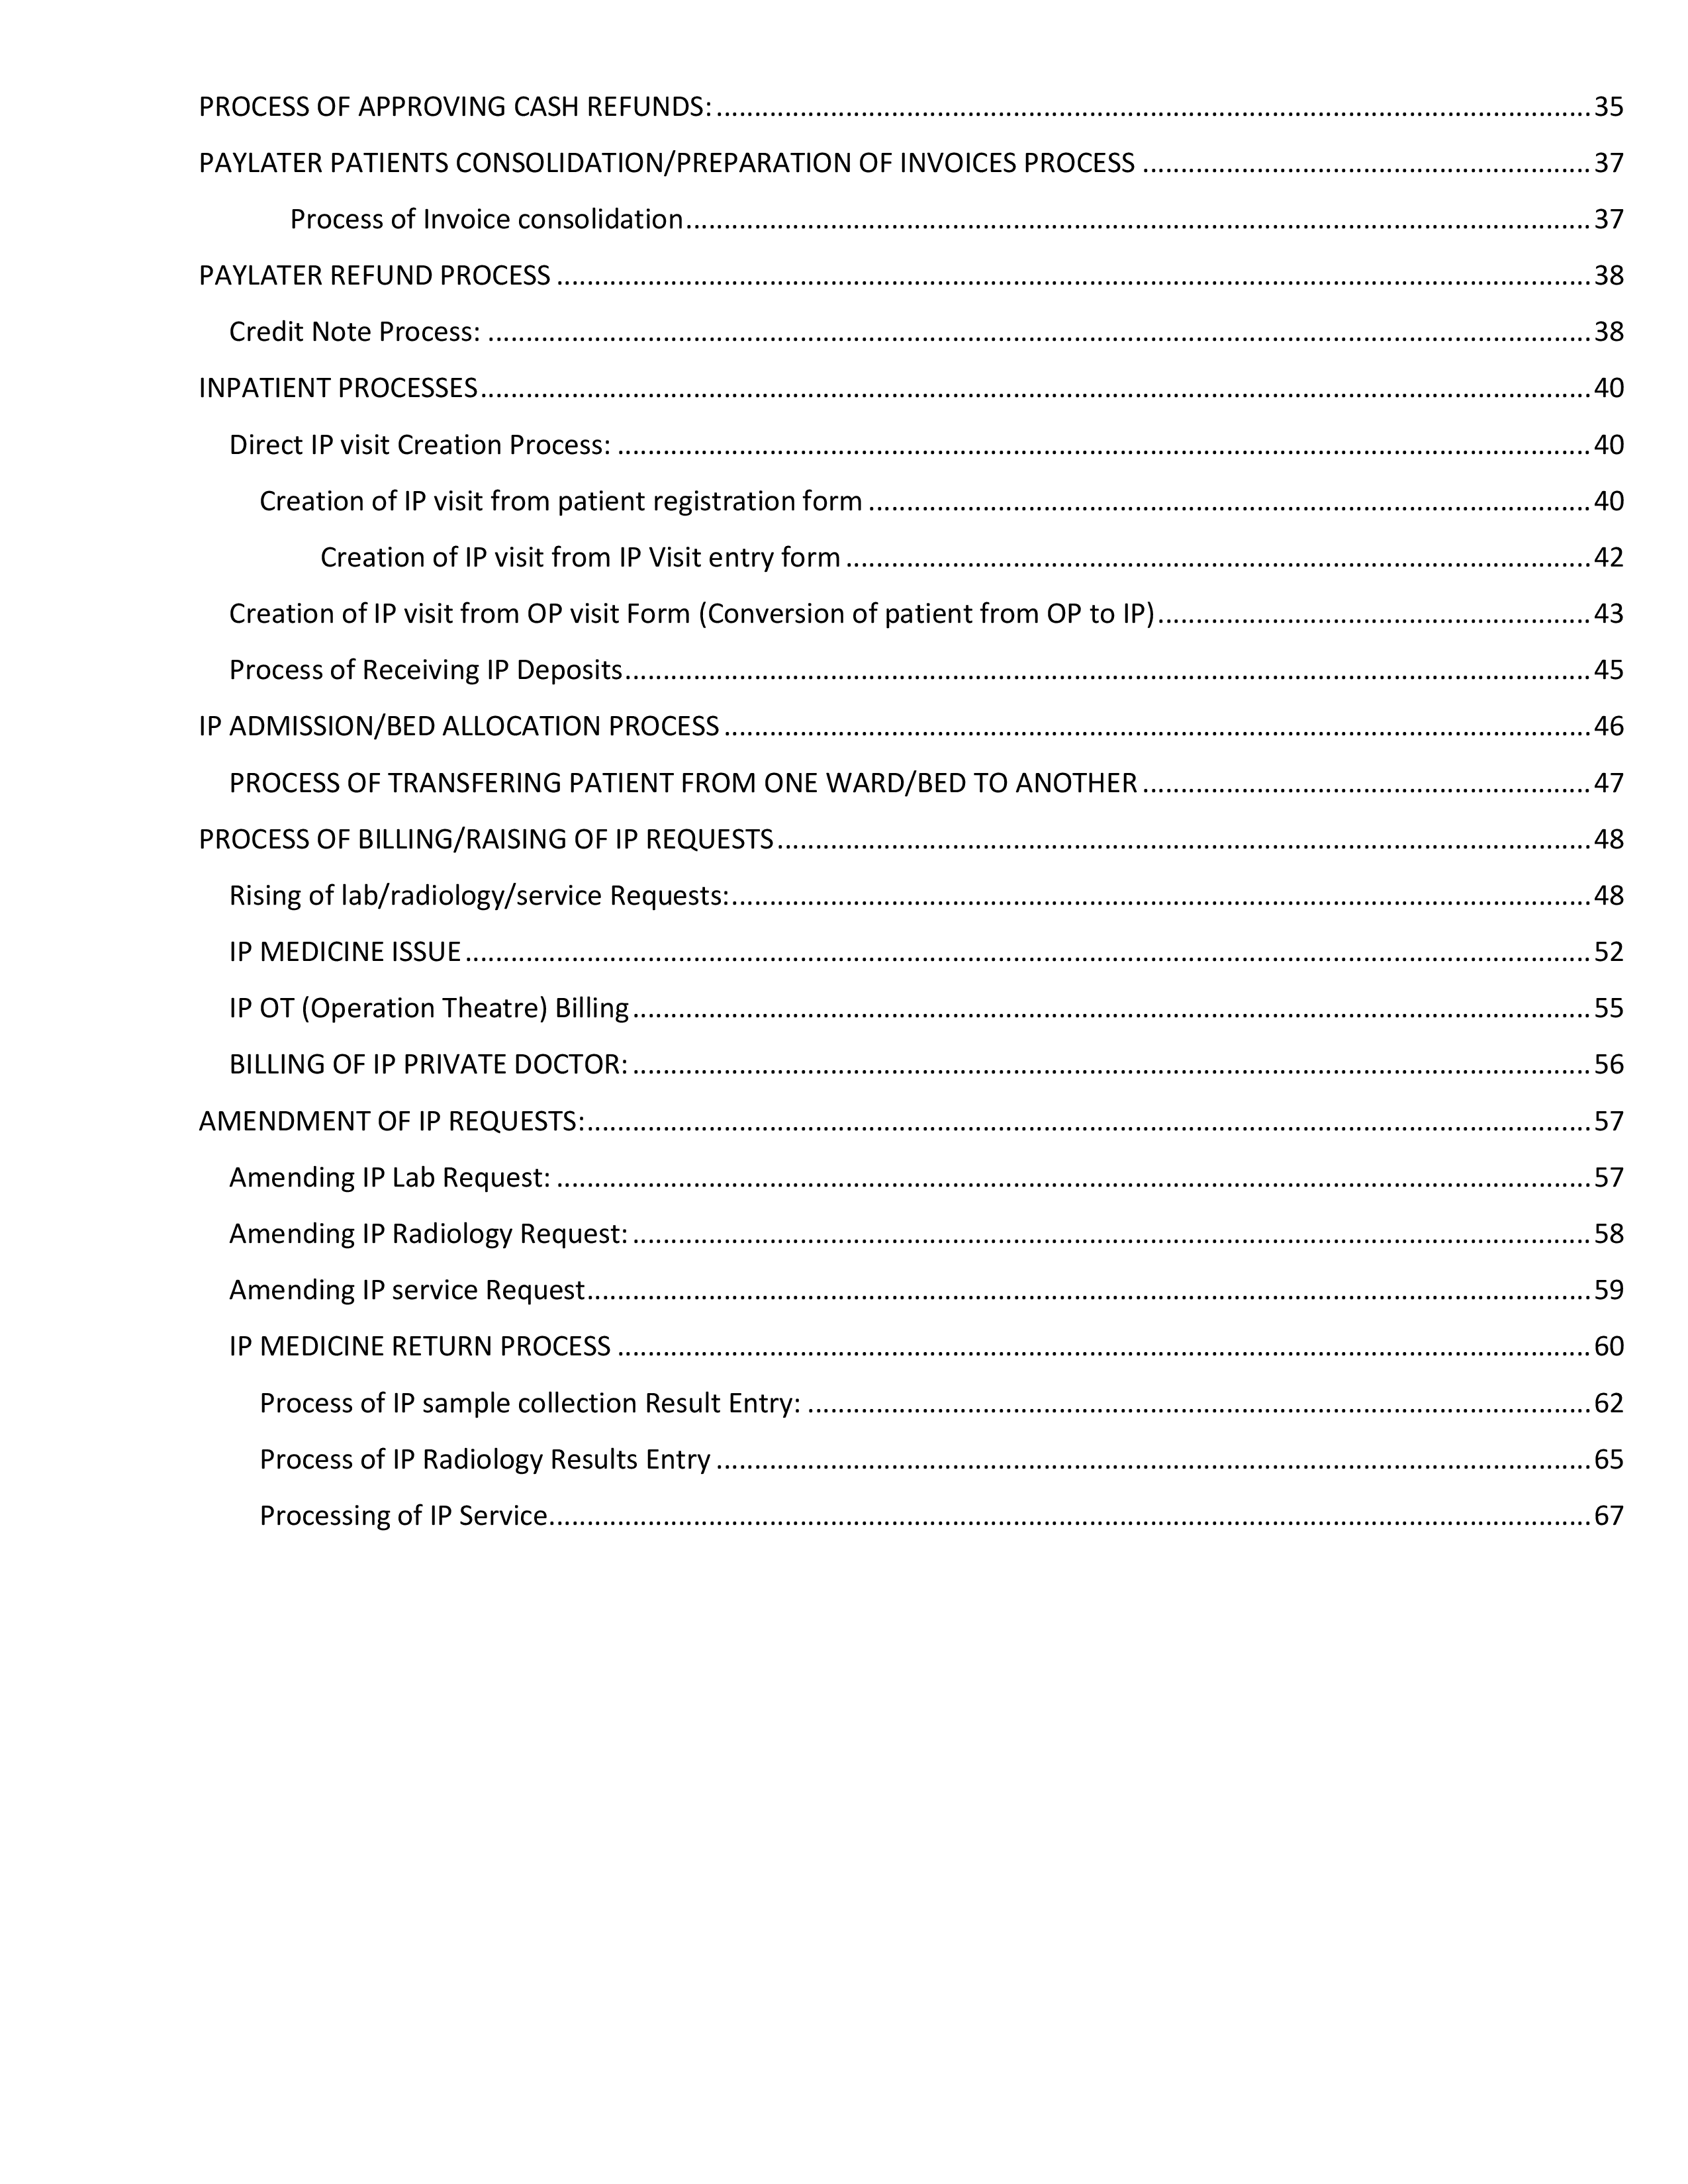 PROCESS OF APPROVING CASH REFUNDS: 35
PAYLATER PATIENTS CONSOLIDATION/PREPARATION OF INVOICES PROCESS 37
Process of Invoice consolidation 37
PAYLATER REFUND PROCESS 38
Credit Note Process: 38
INPATIENT PROCESSES 40
Direct IP visit Creation Process: 40
Creation of IP visit from patient registration form 40
Creation of IP visit from IP Visit entry form 42
Creation of IP visit from OP visit Form (Conversion of patient from OP to IP) 43
Process of Receiving IP Deposits 45
IP ADMISSION/BED ALLOCATION PROCESS 46
PROCESS OF TRANSFERING PATIENT FROM ONE WARD/BED TO ANOTHER 47
PROCESS OF BILLING/RAISING OF IP REQUESTS 48
Rising of lab/radiology/service Requests: 48
IP MEDICINE ISSUE 52
IP OT (Operation Theatre) Billing 55
BILLING OF IP PRIVATE DOCTOR: 56
AMENDMENT OF IP REQUESTS: 57
Amending IP Lab Request: 57
Amending IP Radiology Request: 58
Amending IP service Request 59
IP MEDICINE RETURN PROCESS 60
Process of IP sample collection Result Entry: 62
Process of IP Radiology Results Entry 65
Processing of IP Service 67